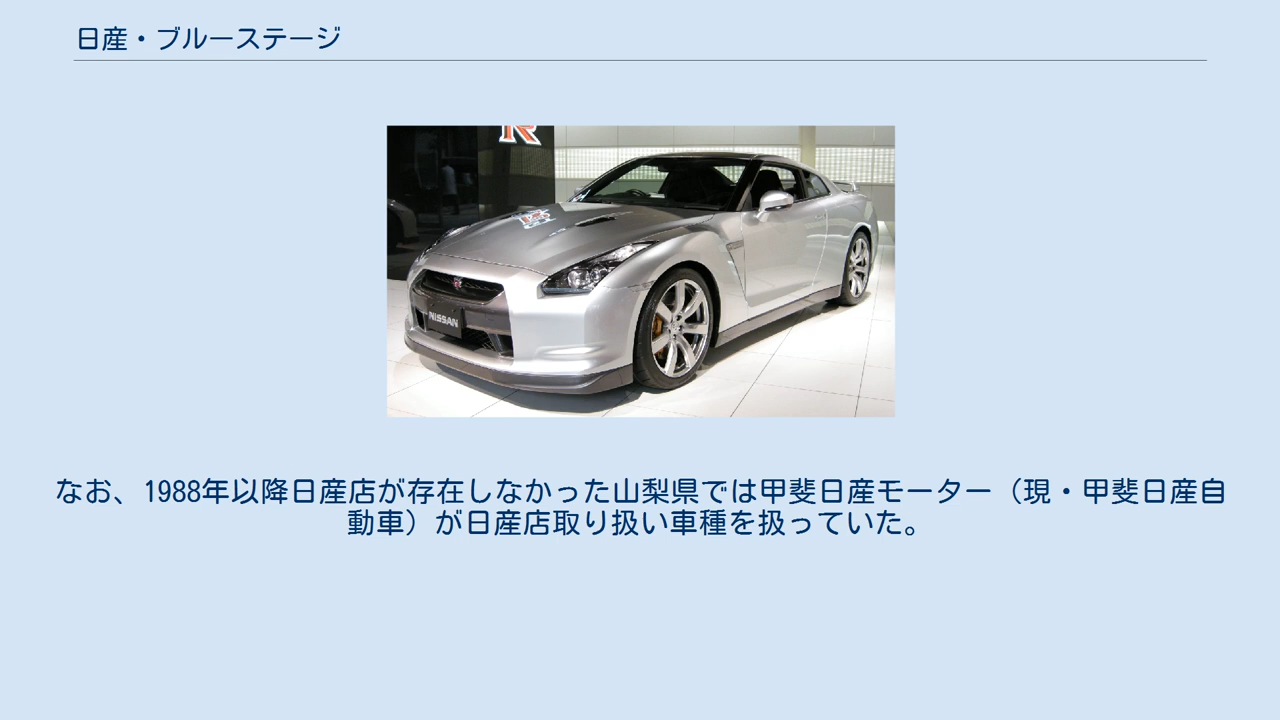 日産・ブルーステージ
R
NISSAN
なお、1988年以降日産店が存在しなかった山梨県では甲斐日産モーター（現・甲斐日産自
動車）が日産店取り扱い車種を扱っていた。